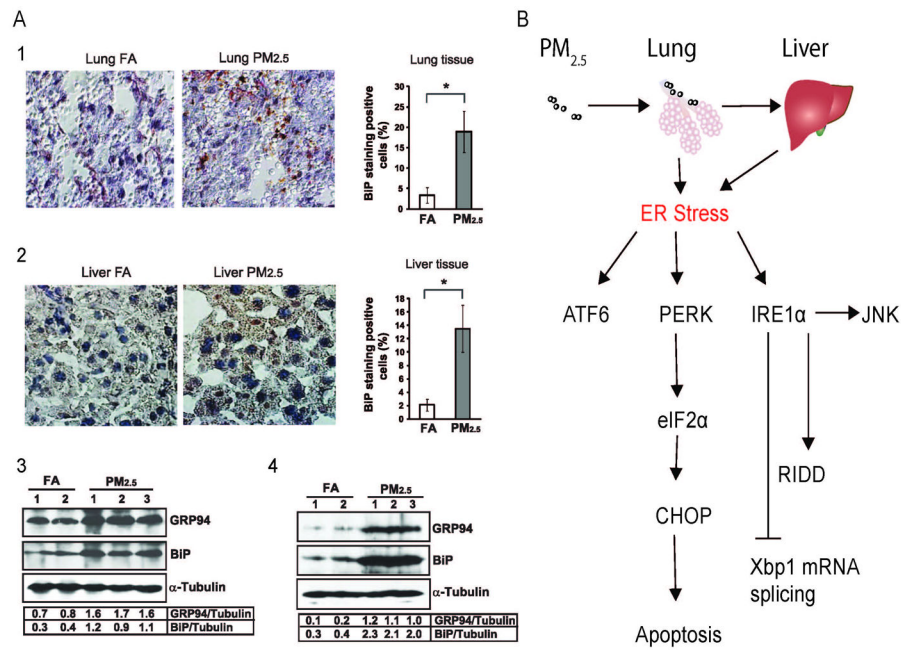 A
1
Lung FA
Lung PM2.5
Lung tissue
BiP staining positive
cells (%)
30
25
20
15
10
5
0
*
FA
PM2.5
2
Liver FA
Liver PM2.5
Liver tissue
BiP staining positive
cells (%)
18
16
14
12
10
8
6
4
2
0
*
FA
PM2.5
3
FA PM2.5
1 2 1 2 3
GRP94
BiP
α-Tubulin
0.7 0.8 1.6 1.7 1.6 GRP94/Tubulin
0.3 0.4 1.2 0.9 1.1 BiP/Tubulin
4
FA PM2.5
1 2 1 2 3
GRP94
BiP
α-Tubulin
0.1 0.2 1.2 1.1 1.0 GRP94/Tubulin
0.3 0.4 2.3 2.1 2.0 BiP/Tubulin
B
PM2.5 Lung Liver
ER Stress
ATF6 PERK IRE1α JNK
eIF2α
RIDD
CHOP
Xbp1 mRNA
splicing
Apoptosis